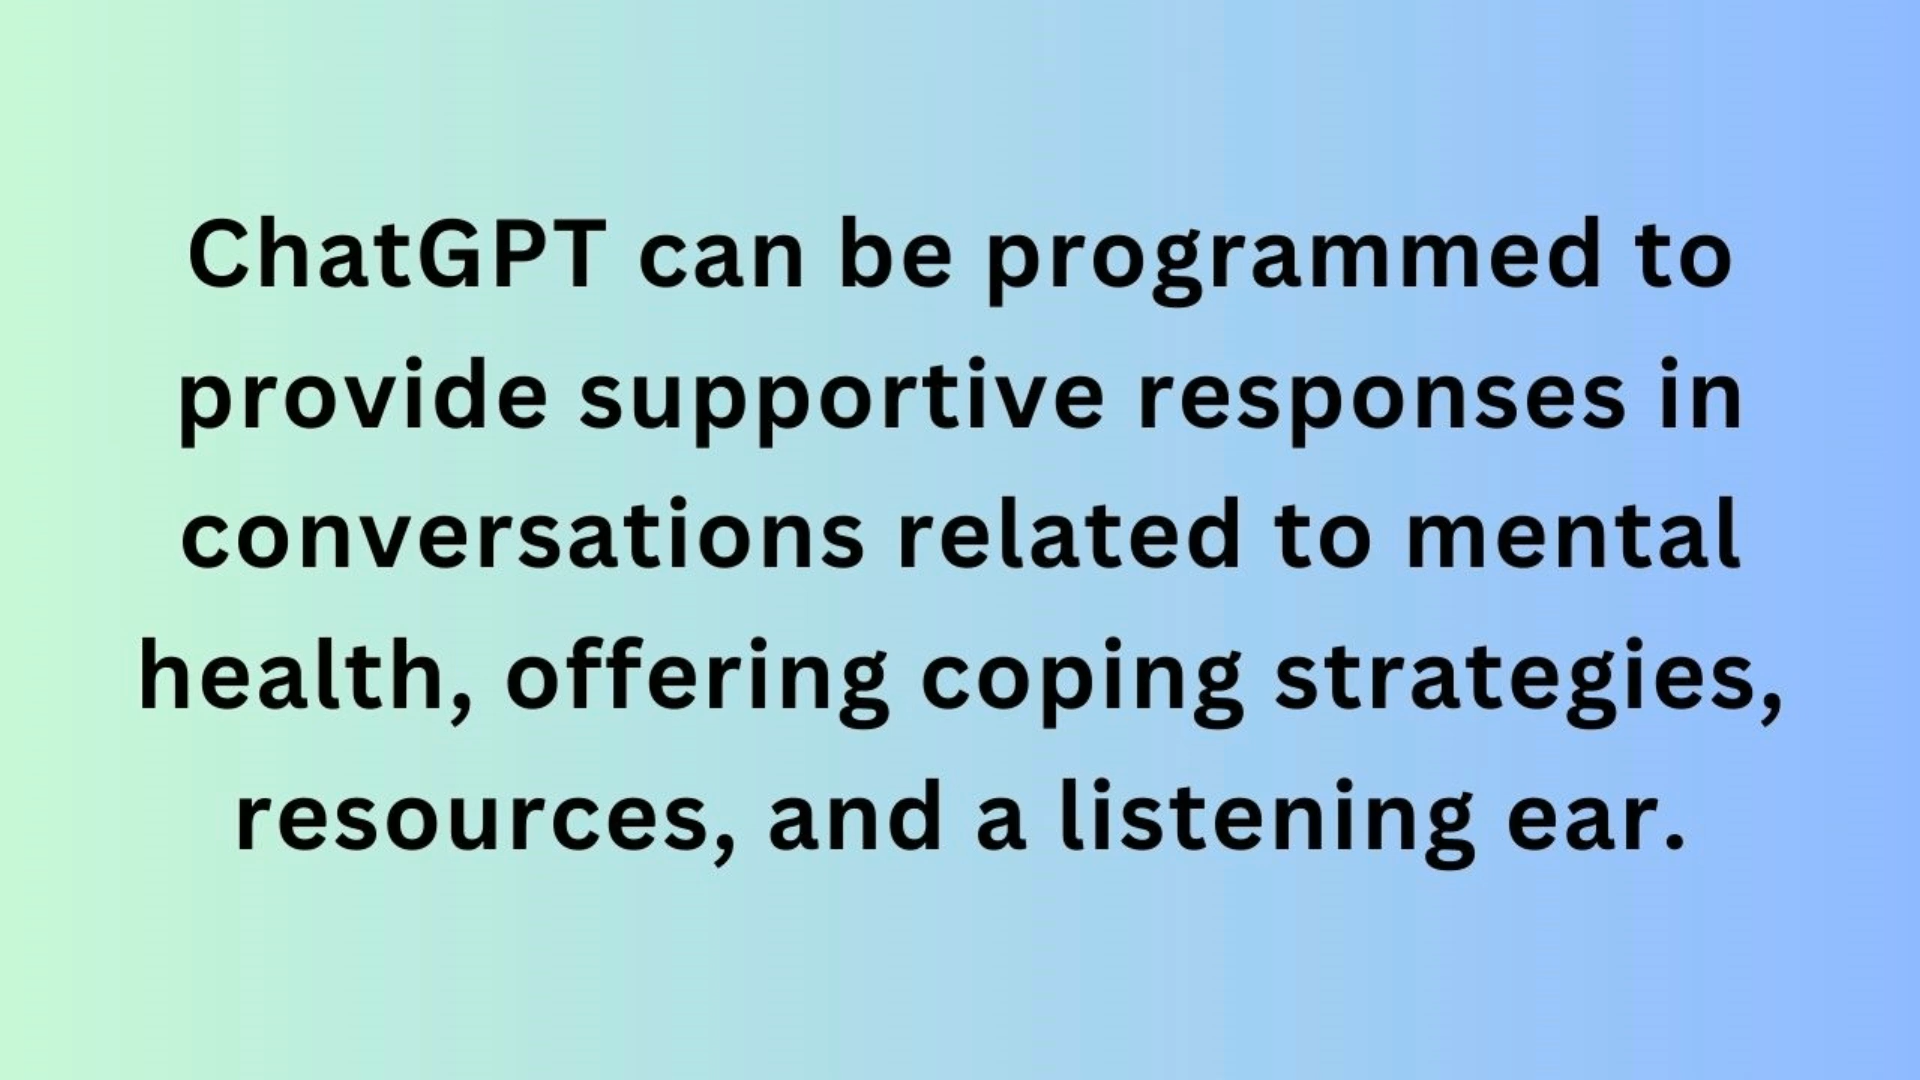 ChatGPT can be programmed to
provide supportive responses in
conversations related to mental
health, offering coping strategies,
resources, and a listening ear.